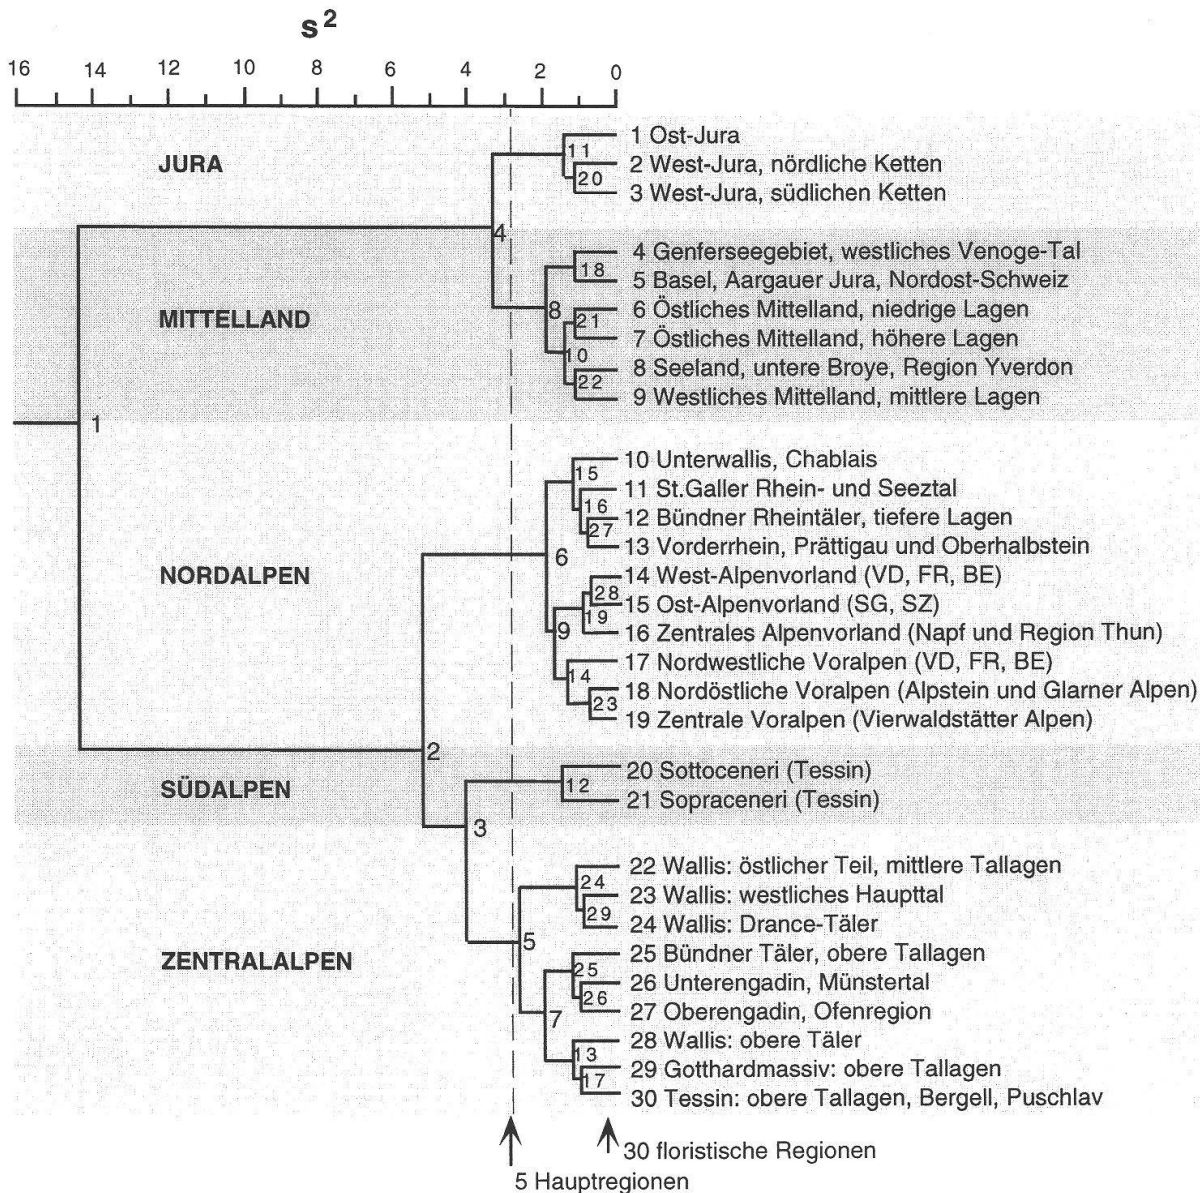 s²
16 14 12 10 8 6 4 2 0
JURA
1 Ost-Jura
11
2 West-Jura, nördliche Ketten
20
3 West-Jura, südlichen Ketten
4
MITTELLAND
4 Genferseegebiet, westliches Venoge-Tal
18
5 Basel, Aargauer Jura, Nordost-Schweiz
8
6 Östliches Mittelland, niedrige Lagen
21
7 Östliches Mittelland, höhere Lagen
10
8 Seeland, untere Broye, Region Yverdon
22
9 Westliches Mittelland, mittlere Lagen
1
NORDALPEN
10 Unterwallis, Chablais
15
11 St.Galler Rhein- und Seeztal
16
12 Bündner Rheintäler, tiefere Lagen
27
13 Vorderrhein, Prättigau und Oberhalbstein
6
14 West-Alpenvorland (VD, FR, BE)
28
15 Ost-Alpenvorland (SG, SZ)
19
16 Zentrales Alpenvorland (Napf und Region Thun)
9
17 Nordwestliche Voralpen (VD, FR, BE)
14
18 Nordöstliche Voralpen (Alpstein und Glarner Alpen)
23
19 Zentrale Voralpen (Vierwaldstätter Alpen)
2
SÜDALPEN
20 Sottoceneri (Tessin)
12
21 Sopraceneri (Tessin)
3
ZENTRALALPEN
22 Wallis: östlicher Teil, mittlere Tallagen
24
23 Wallis: westliches Haupttal
29
24 Wallis: Drance-Täler
5
25 Bündner Täler, obere Tallagen
25
26 Unterengadin, Münstertal
26
27 Oberengadin, Ofenregion
7
28 Wallis: obere Täler
13
29 Gotthardmassiv: obere Tallagen
17
30 Tessin: obere Tallagen, Bergell, Puschlav
30 floristische Regionen
5 Hauptregionen